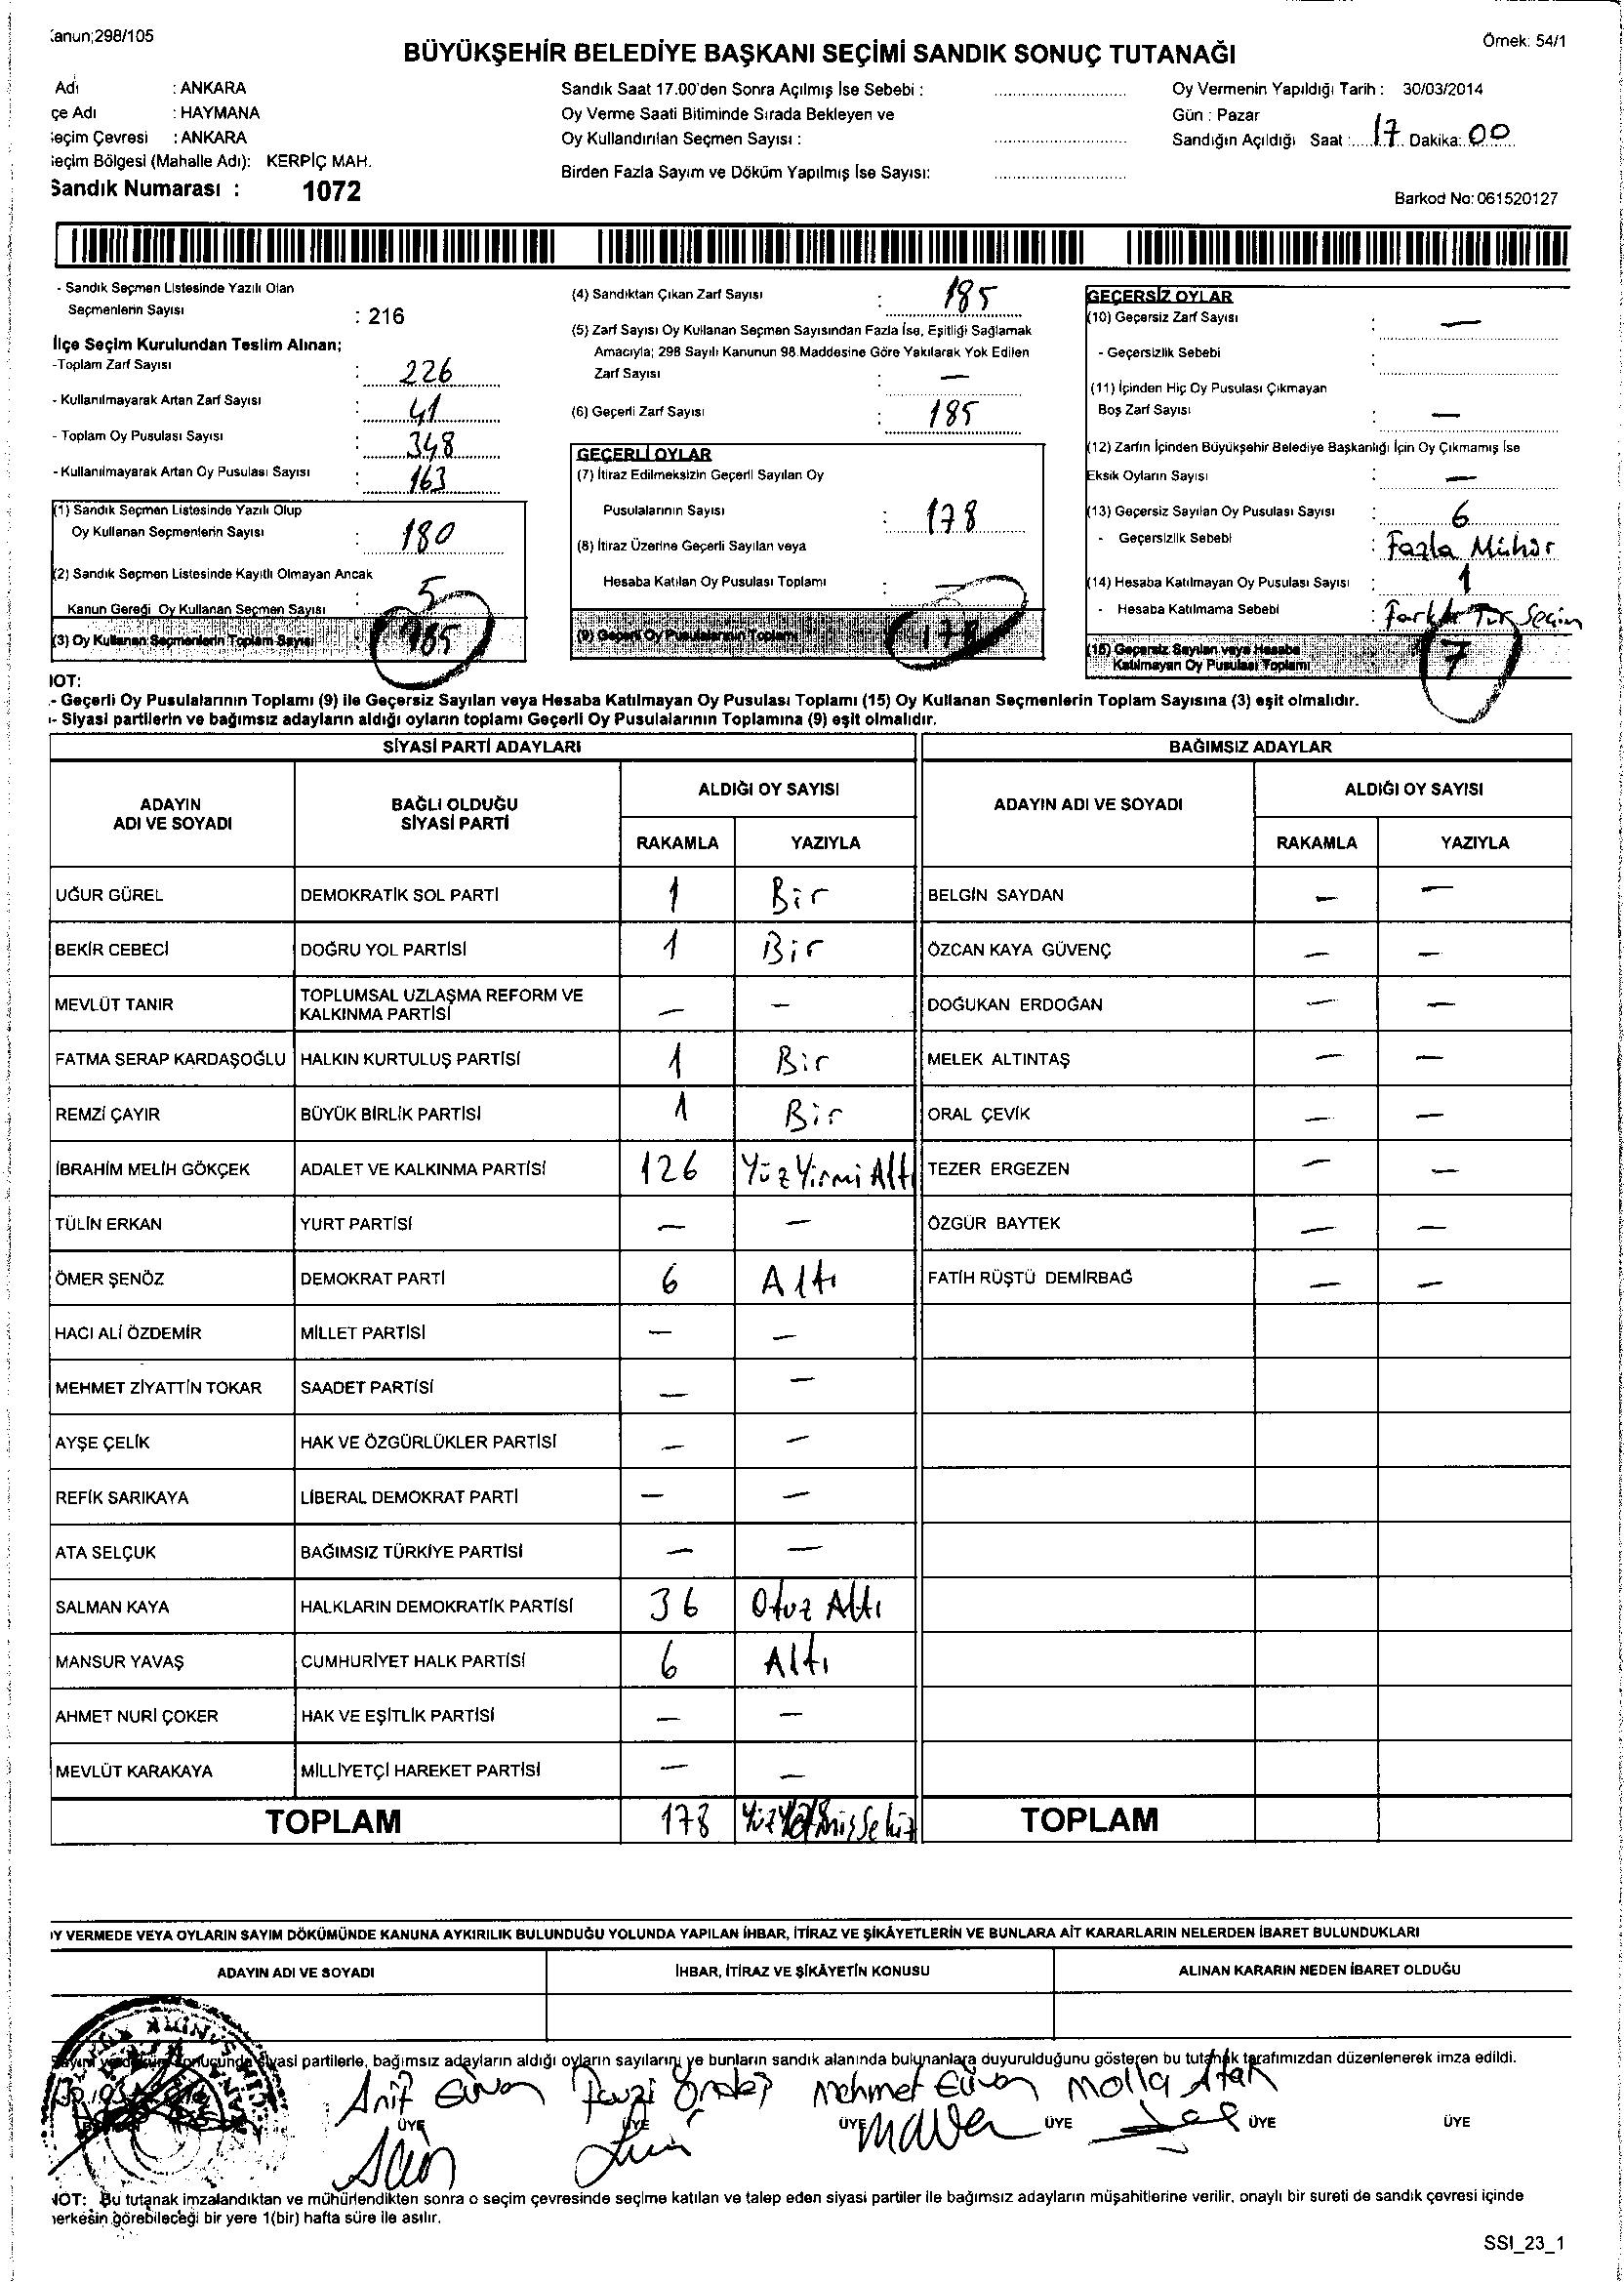 anun;298/105
Örnek: 54/1
BÜYÜKŞEHİR BELEDİYE BAŞKANI SEÇİMİ SANDIK SONUÇ TUTANAĞI
Adı : ANKARA
çe Adı : HAYMANA
eçim Çevresi : ANKARA
eçim Bölgesi (Mahalle Adı): KERPİÇ MAH.
Sandık Numarası : 1072
Sandık Saat 17.00'den Sonra Açılmış İse Sebebi :
Oy Verme Saati Bitiminde Sırada Bekleyen ve
Oy Kullandırılan Seçmen Sayısı :
Birden Fazla Sayım ve Döküm Yapılmış İse Sayısı:
Oy Vermenin Yapıldığı Tarih : 30/03/2014
Gün : Pazar
Sandığın Açıldığı Saat : 17 Dakika: 00
Barkod No: 061520127
- Sandık Seçmen Listesinde Yazılı Olan
Seçmenlerin Sayısı : 216
İlçe Seçim Kurulundan Teslim Alınan;
-Toplam Zarf Sayısı : 226
- Kullanılmayarak Artan Zarf Sayısı : 41
- Toplam Oy Pusulası Sayısı : 348
- Kullanılmayarak Artan Oy Pusulası Sayısı : 163
(1) Sandık Seçmen Listesinde Yazılı Olup
Oy Kullanan Seçmenlerin Sayısı : 180
(2) Sandık Seçmen Listesinde Kayıtlı Olmayan Ancak
Kanun Gereği Oy Kullanan Seçmen Sayısı : 5
(3) Oy Kullanan Seçmenlerin Toplam Sayısı : 185
(4) Sandıktan Çıkan Zarf Sayısı : 185
(5) Zarf Sayısı Oy Kullanan Seçmen Sayısından Fazla İse, Eşitliği Sağlamak
Amacıyla; 298 Sayılı Kanunun 98.Maddesine Göre Yakılarak Yok Edilen
Zarf Sayısı : —
(6) Geçerli Zarf Sayısı : 185
GEÇERLİ OYLAR
(7) İtiraz Edilmeksizin Geçerli Sayılan Oy
Pusulalarının Sayısı : 178
(8) İtiraz Üzerine Geçerli Sayılan veya
Hesaba Katılan Oy Pusulası Toplamı :
(9) Geçerli Oy Pusulalarının Toplamı : 178
GEÇERSİZ OYLAR
(10) Geçersiz Zarf Sayısı : —
- Geçersizlik Sebebi :
(11) İçinden Hiç Oy Pusulası Çıkmayan
Boş Zarf Sayısı : —
(12) Zarfın İçinden Büyükşehir Belediye Başkanlığı İçin Oy Çıkmamış İse
Eksik Oyların Sayısı : —
(13) Geçersiz Sayılan Oy Pusulası Sayısı : 6
- Geçersizlik Sebebi : Fazla Mühür
(14) Hesaba Katılmayan Oy Pusulası Sayısı : 1
- Hesaba Katılmama Sebebi : Farklı Tür Seçim
(15) Geçersiz Sayılan veya Hesaba
Katılmayan Oy Pusulası Toplamı : 7
NOT:
- Geçerli Oy Pusulalarının Toplamı (9) ile Geçersiz Sayılan veya Hesaba Katılmayan Oy Pusulası Toplamı (15) Oy Kullanan Seçmenlerin Toplam Sayısına (3) eşit olmalıdır.
- Siyasi partilerin ve bağımsız adayların aldığı oyların toplamı Geçerli Oy Pusulalarının Toplamına (9) eşit olmalıdır.
SİYASİ PARTİ ADAYLARI BAĞIMSIZ ADAYLAR
ADAYIN ADI VE SOYADI BAĞLI OLDUĞU SİYASİ PARTİ ALDIĞI OY SAYISI ADAYIN ADI VE SOYADI ALDIĞI OY SAYISI
RAKAMLA YAZIYLA RAKAMLA YAZIYLA
UĞUR GÜREL DEMOKRATİK SOL PARTİ 1 Bir BELGİN SAYDAN — —
BEKİR CEBECİ DOĞRU YOL PARTİSİ 1 Bir ÖZCAN KAYA GÜVENÇ — —
MEVLÜT TANIR TOPLUMSAL UZLAŞMA REFORM VE KALKINMA PARTİSİ — — DOĞUKAN ERDOĞAN — —
FATMA SERAP KARDAŞOĞLU HALKIN KURTULUŞ PARTİSİ 1 Bir MELEK ALTINTAŞ — —
REMZİ ÇAYIR BÜYÜK BİRLİK PARTİSİ 1 Bir ORAL ÇEVİK — —
İBRAHİM MELİH GÖKÇEK ADALET VE KALKINMA PARTİSİ 126 Yüz Yirmi Altı TEZER ERGEZEN — —
TÜLİN ERKAN YURT PARTİSİ — — ÖZGÜR BAYTEK — —
ÖMER ŞENÖZ DEMOKRAT PARTİ 6 Altı FATİH RÜŞTÜ DEMİRBAĞ — —
HACI ALİ ÖZDEMİR MİLLET PARTİSİ — —
MEHMET ZİYATTİN TOKAR SAADET PARTİSİ — —
AYŞE ÇELİK HAK VE ÖZGÜRLÜKLER PARTİSİ — —
REFİK SARIKAYA LİBERAL DEMOKRAT PARTİ — —
ATA SELÇUK BAĞIMSIZ TÜRKİYE PARTİSİ — —
SALMAN KAYA HALKLARIN DEMOKRATİK PARTİSİ 36 Otuz Altı
MANSUR YAVAŞ CUMHURİYET HALK PARTİSİ 6 Altı
AHMET NURİ ÇOKER HAK VE EŞİTLİK PARTİSİ — —
MEVLÜT KARAKAYA MİLLİYETÇİ HAREKET PARTİSİ — —
TOPLAM 178 Yüz Yetmiş Sekiz TOPLAM
Y VERMEDE VEYA OYLARIN SAYIM DÖKÜMÜNDE KANUNA AYKIRILIK BULUNDUĞU YOLUNDA YAPILAN İHBAR, İTİRAZ VE ŞİKÂYETLERİN VE BUNLARA AİT KARARLARIN NELERDEN İBARET BULUNDUKLARI
ADAYIN ADI VE SOYADI İHBAR, İTİRAZ VE ŞİKÂYETİN KONUSU ALINAN KARARIN NEDEN İBARET OLDUĞU
siyasi partilerle, bağımsız adayların aldığı oyların sayılarını ve bunların sandık alanında bulunanlara duyurulduğunu gösteren bu tutanak tarafımızdan düzenlenerek imza edildi.
Arif Güven Mehmet Güven Molla Atak
ÜYE ÜYE ÜYE ÜYE ÜYE ÜYE
NOT: Bu tutanak imzalandıktan ve mühürlendikten sonra o seçim çevresinde seçime katılan ve talep eden siyasi partiler ile bağımsız adayların müşahitlerine verilir, onaylı bir sureti de sandık çevresi içinde
herkesin görebileceği bir yere 1(bir) hafta süre ile asılır.
SSI_23_1